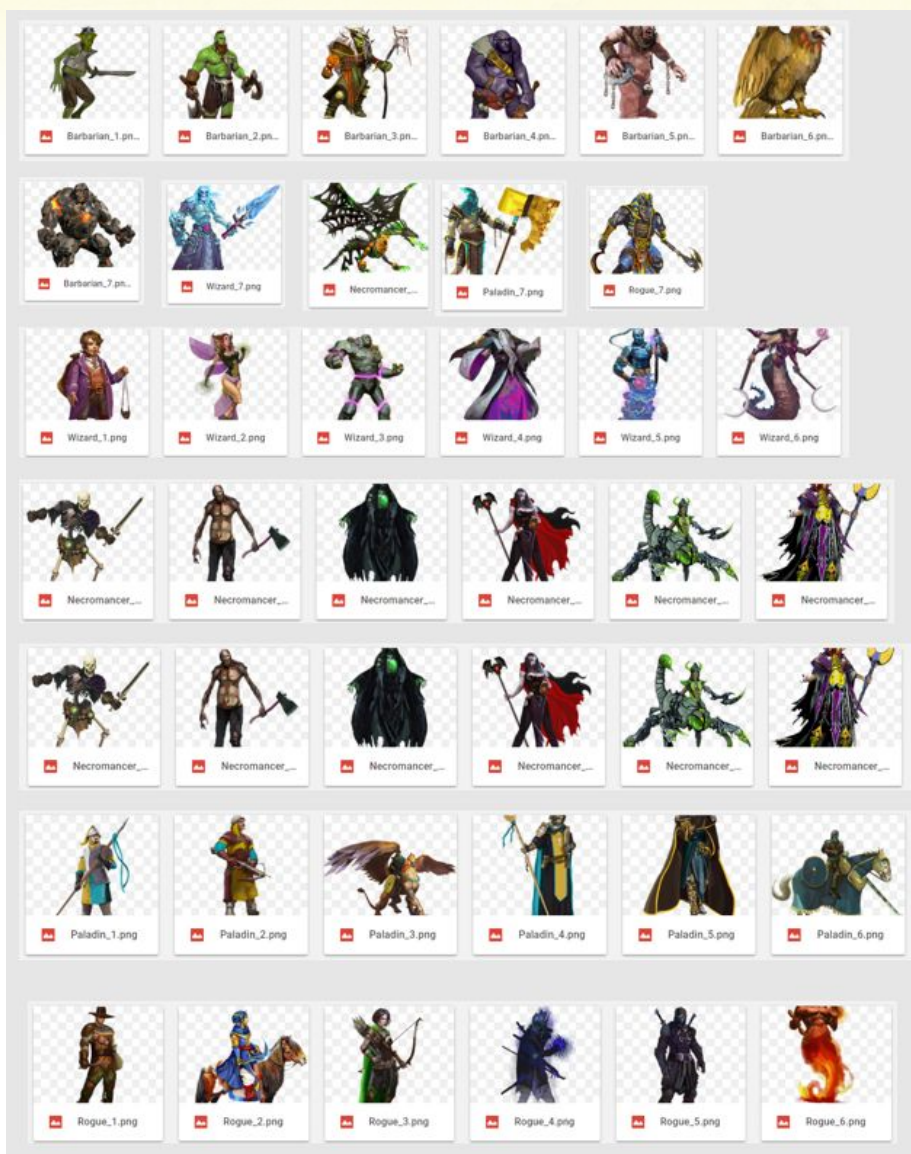 Barbarian_1.pn... Barbarian_2.pn... Barbarian_3.pn... Barbarian_4.pn... Barbarian_5.pn... Barbarian_6.pn...
Barbarian_7.pn... Wizard_7.png Necromancer_... Paladin_7.png Rogue_7.png
Wizard_1.png Wizard_2.png Wizard_3.png Wizard_4.png Wizard_5.png Wizard_6.png
Necromancer_... Necromancer_... Necromancer_... Necromancer_... Necromancer_... Necromancer_...
Necromancer_... Necromancer_... Necromancer_... Necromancer_... Necromancer_... Necromancer_...
Paladin_1.png Paladin_2.png Paladin_3.png Paladin_4.png Paladin_5.png Paladin_6.png
Rogue_1.png Rogue_2.png Rogue_3.png Rogue_4.png Rogue_5.png Rogue_6.png